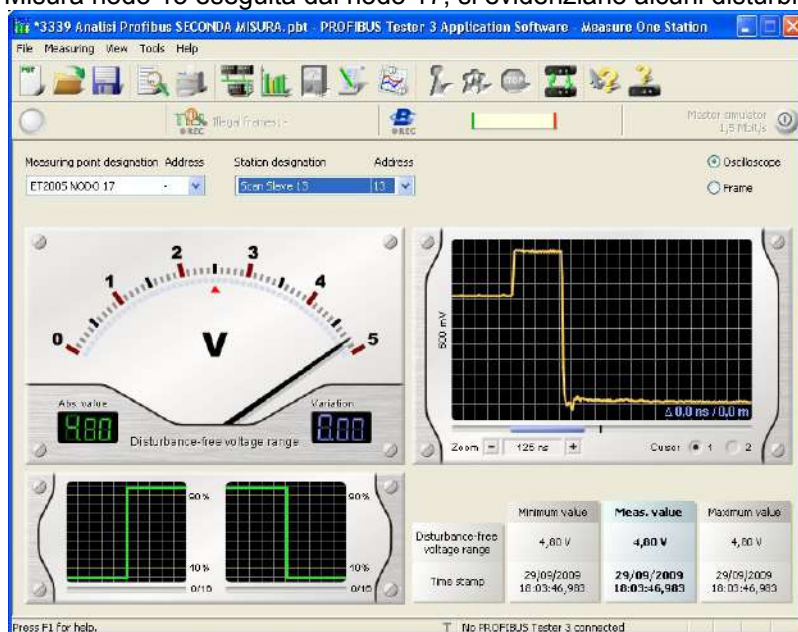 Misura nodo 13 eseguita dal nodo 17, si evidenziano alcuni disturbi
*3339 Analisi Profibus SECONDA MISURA.pbt - PROFIBUS Tester 3 Application Software - Measure One Station
File Measuring View Tools Help
REC Illegal frames: - REC Master simulator
1,5 Mbit/s
Measuring point designation Address Station designation Address Oscilloscope
ET200S NODO 17 - Scan Slave 13 13 Frame
0 1 2 3 4 5
V
Abs. value Variation
4.80 0.00
Disturbance-free voltage range
600 mV
Δ 0,0 ns / 0,0 m
Zoom - 125 ns + Cursor 1 2
90% 90%
10% 10%
0/16 0/16
Minimum value Meas. value Maximum value
Disturbance-free voltage range 4,80 V 4,80 V 4,80 V
Time stamp 29/09/2009 18:03:46,983 29/09/2009 18:03:46,983 29/09/2009 18:03:46,983
Press F1 for help. No PROFIBUS Tester 3 connected